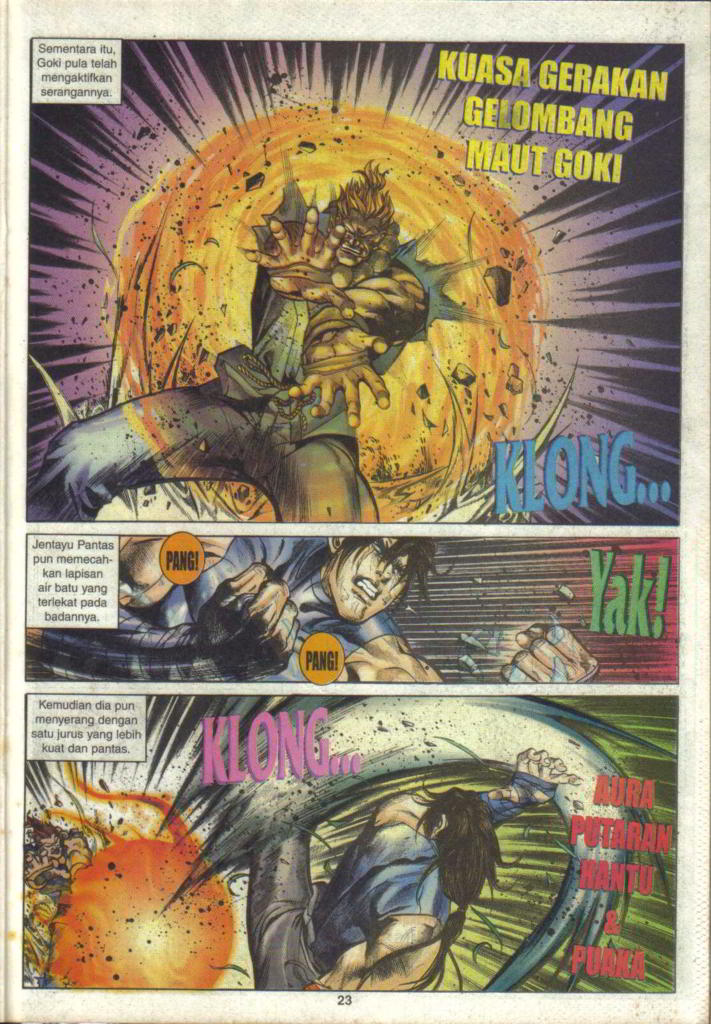 Sementara itu,
Goki pula telah
mengaktifkan
serangannya.
KUASA GERAKAN
GELOMBANG
MAUT GOKI
KLONG...
Jentayu Pantas
pun memecah-
kan lapisan
air batu yang
terlekat pada
badannya.
PANG!
PANG!
Yak!
Kemudian dia pun
menyerang dengan
satu jurus yang lebih
kuat dan pantas.
KLONG...
AURA
PUTARAN
HANTU
&
PUAKA
23